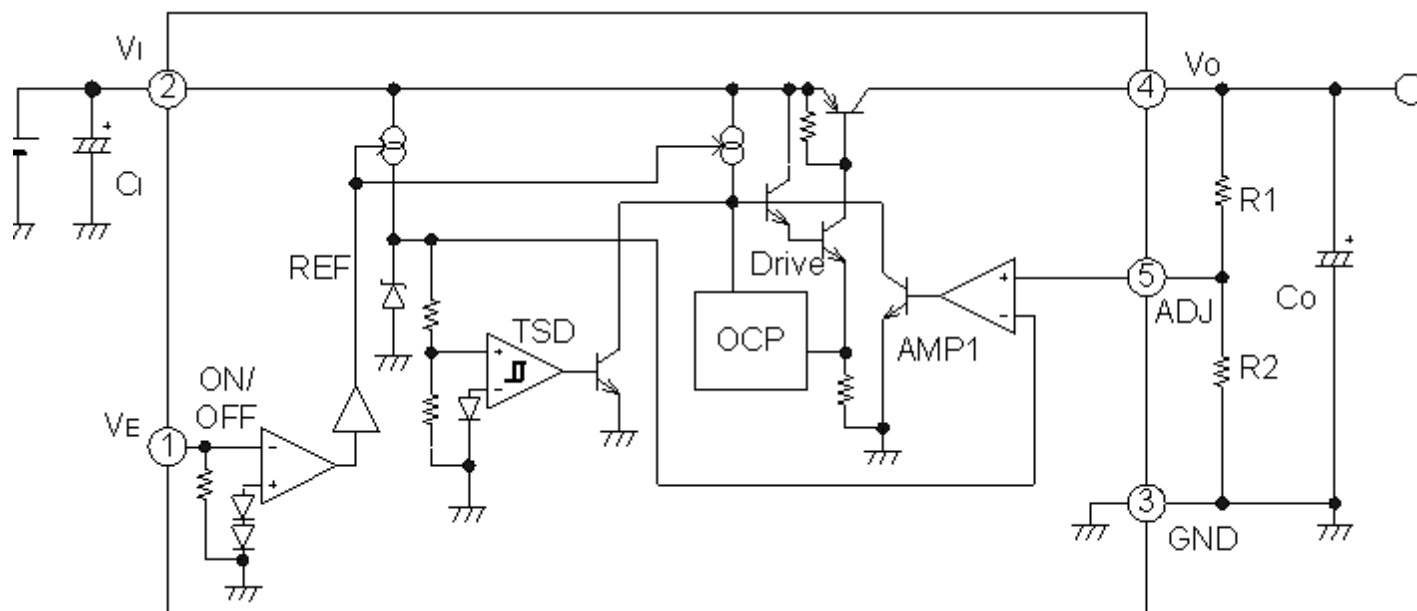 VI
2
+
CI
REF
ON/
OFF
VE
1
-
+
TSD
+
-
Drive
OCP
AMP1
+
-
4
Vo
R1
5
ADJ
R2
+
Co
3
GND